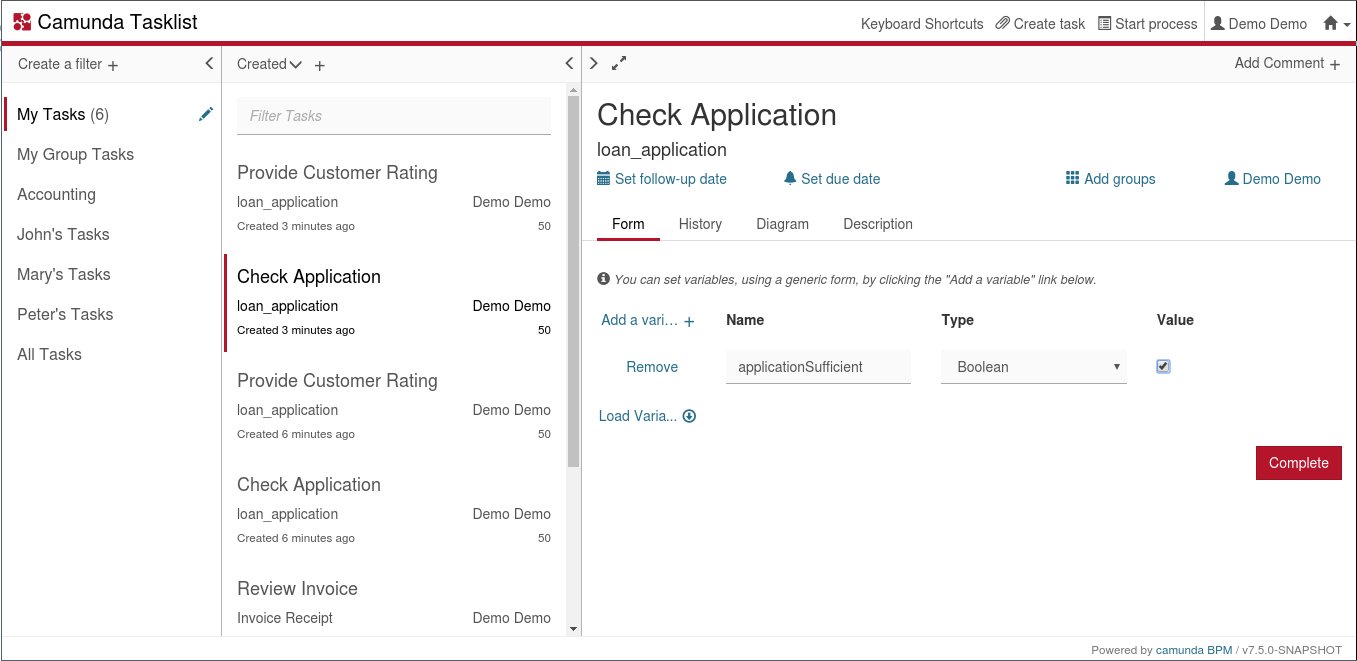 Camunda Tasklist
Keyboard Shortcuts Create task Start process Demo Demo
Create a filter +
My Tasks (6)
My Group Tasks
Accounting
John's Tasks
Mary's Tasks
Peter's Tasks
All Tasks
Created +
Filter Tasks
Provide Customer Rating
loan_application Demo Demo
Created 3 minutes ago 50
Check Application
loan_application Demo Demo
Created 3 minutes ago 50
Provide Customer Rating
loan_application Demo Demo
Created 6 minutes ago 50
Check Application
loan_application Demo Demo
Created 6 minutes ago 50
Review Invoice
Invoice Receipt Demo Demo
Add Comment +
Check Application
loan_application
Set follow-up date Set due date Add groups Demo Demo
Form History Diagram Description
You can set variables, using a generic form, by clicking the "Add a variable" link below.
Add a vari... + Name Type Value
Remove applicationSufficient Boolean
Load Varia...
Complete
Powered by camunda BPM / v7.5.0-SNAPSHOT